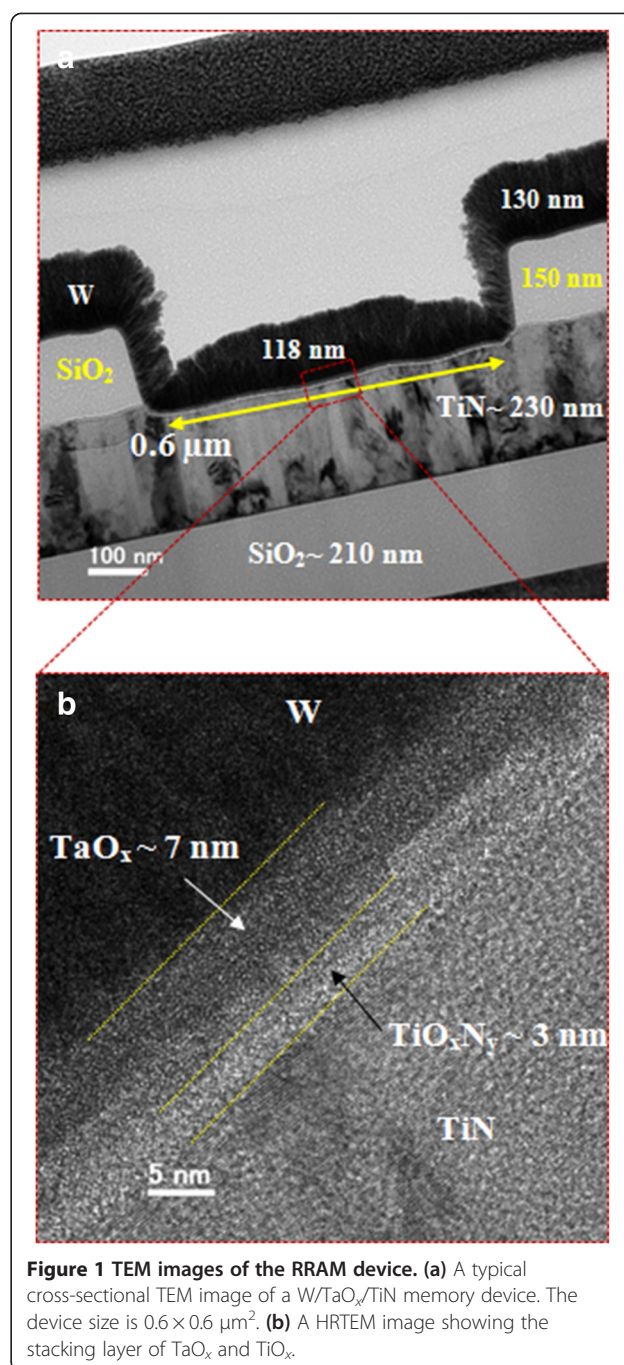 a
130 nm
W
150 nm
118 nm
SiO₂
TiN~ 230 nm
0.6 μm
100 nm
SiO₂~ 210 nm
b
W
TaOₓ ~ 7 nm
TiOₓNᵧ ~ 3 nm
TiN
5 nm
Figure 1 TEM images of the RRAM device. (a) A typical
cross-sectional TEM image of a W/TaOₓ/TiN memory device. The
device size is 0.6 × 0.6 μm². (b) A HRTEM image showing the
stacking layer of TaOₓ and TiOₓ.